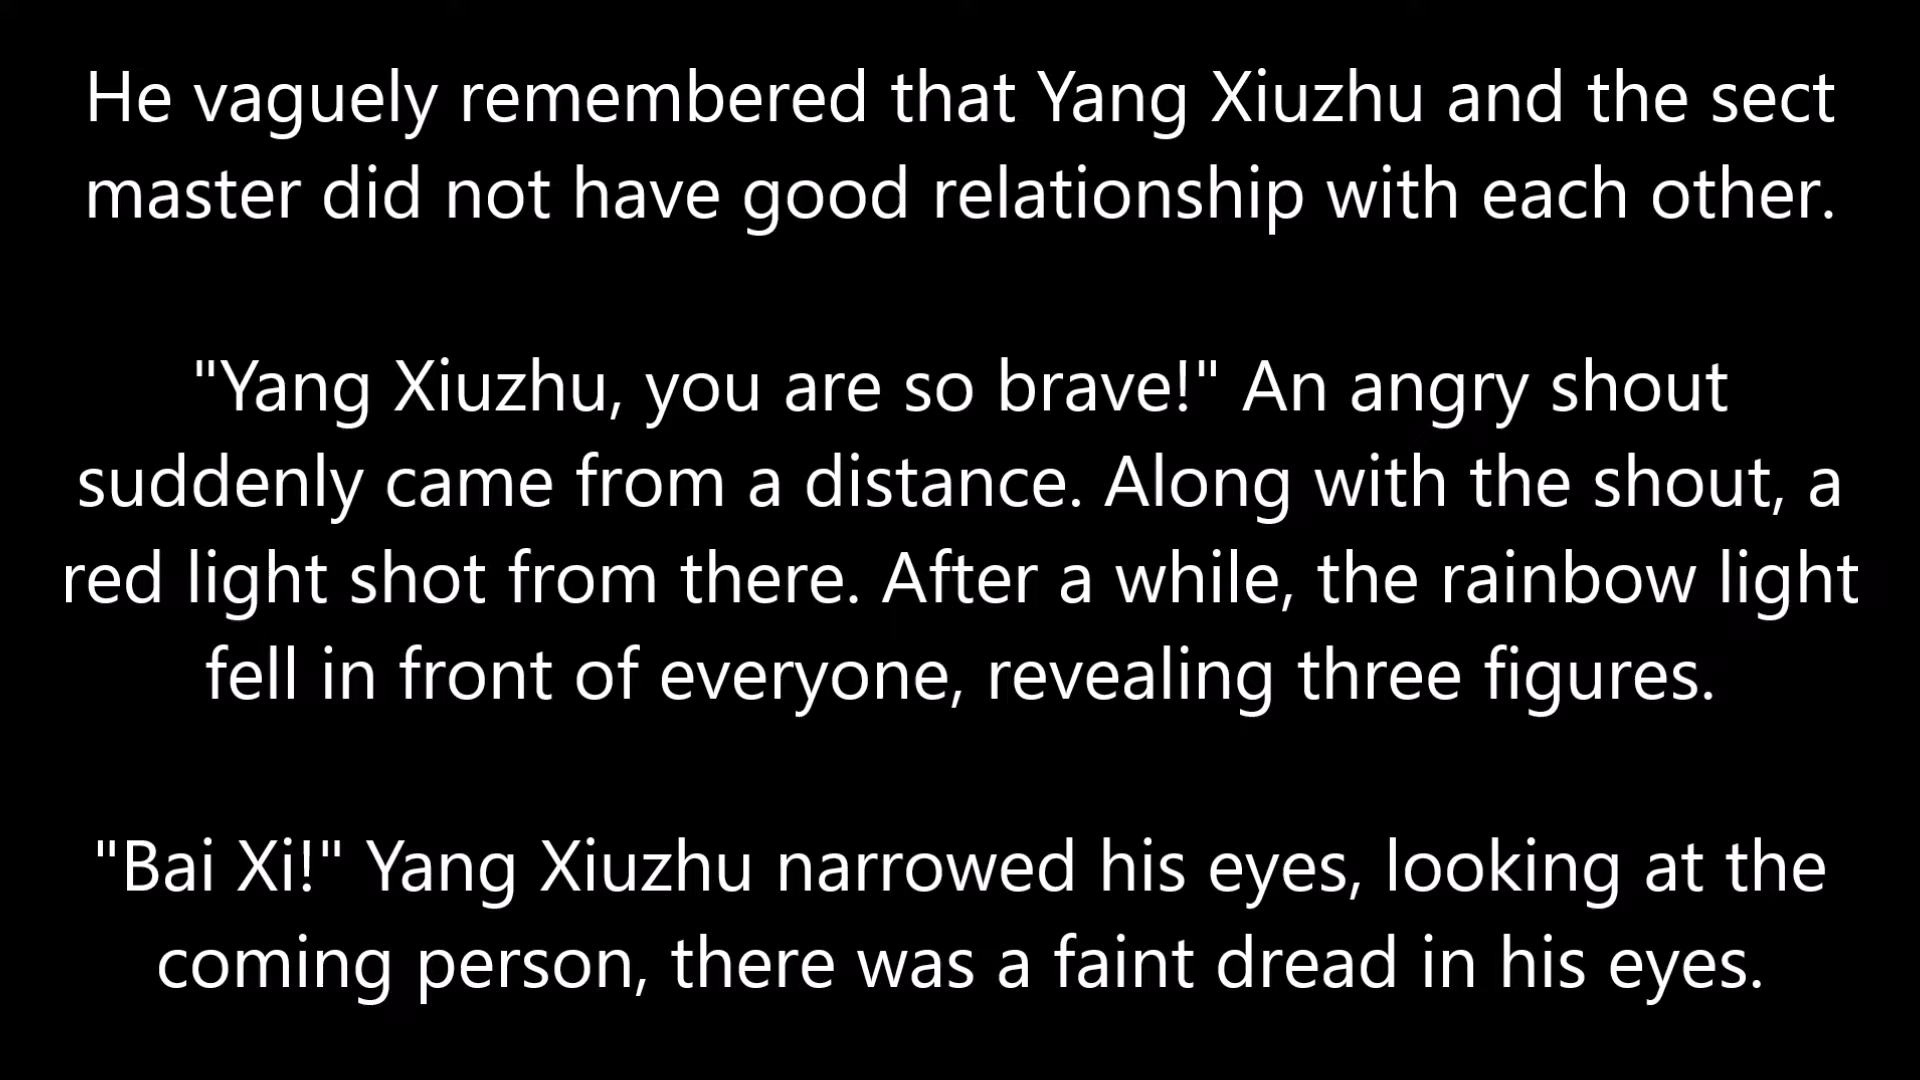 He vaguely remembered that Yang Xiuzhu and the sect
master did not have good relationship with each other.
"Yang Xiuzhu, you are so brave!" An angry shout
suddenly came from a distance. Along with the shout, a
red light shot from there. After a while, the rainbow light
fell in front of everyone, revealing three figures.
"Bai Xi!" Yang Xiuzhu narrowed his eyes, looking at the
coming person, there was a faint dread in his eyes.